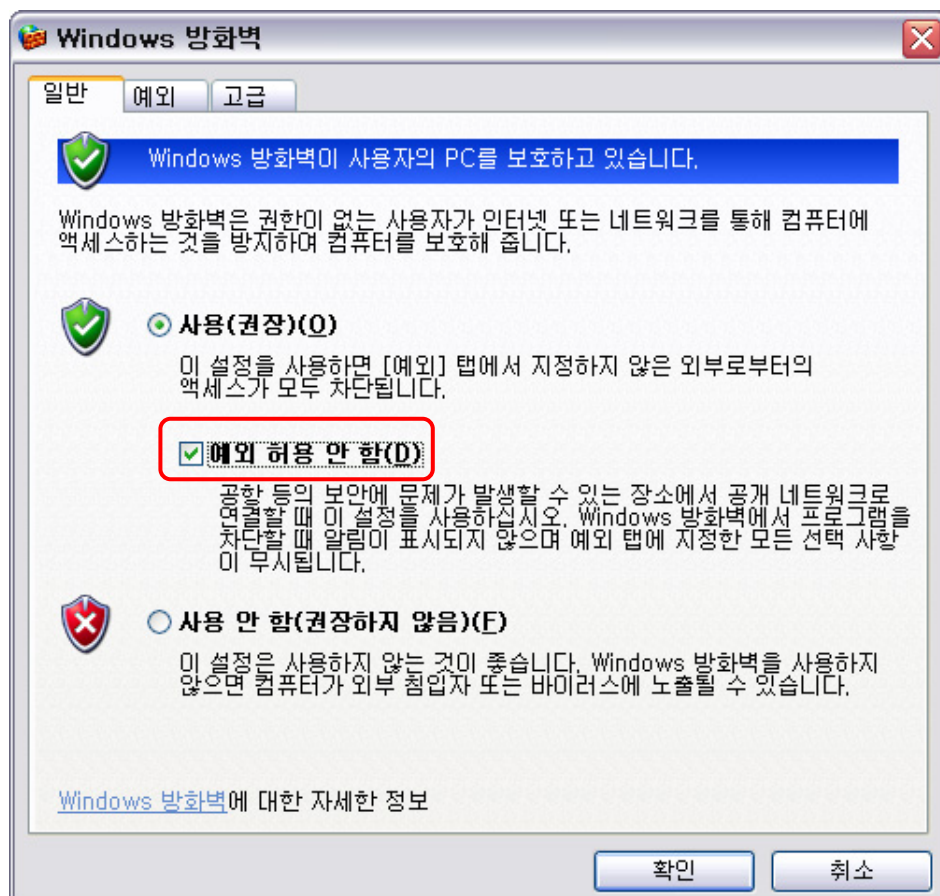 Windows 방화벽
일반 예외 고급
Windows 방화벽이 사용자의 PC를 보호하고 있습니다.
Windows 방화벽은 권한이 없는 사용자가 인터넷 또는 네트워크를 통해 컴퓨터에
액세스하는 것을 방지하여 컴퓨터를 보호해 줍니다.
사용(권장)(O)
이 설정을 사용하면 [예외] 탭에서 지정하지 않은 외부로부터의
액세스가 모두 차단됩니다.
예외 허용 안 함(D)
공항 등의 보안에 문제가 발생할 수 있는 장소에서 공개 네트워크로
연결할 때 이 설정을 사용하십시오. Windows 방화벽에서 프로그램을
차단할 때 알림이 표시되지 않으며 예외 탭에 지정한 모든 선택 사항
이 무시됩니다.
사용 안 함(권장하지 않음)(F)
이 설정은 사용하지 않는 것이 좋습니다. Windows 방화벽을 사용하지
않으면 컴퓨터가 외부 침입자 또는 바이러스에 노출될 수 있습니다.
Windows 방화벽에 대한 자세한 정보
확인 취소